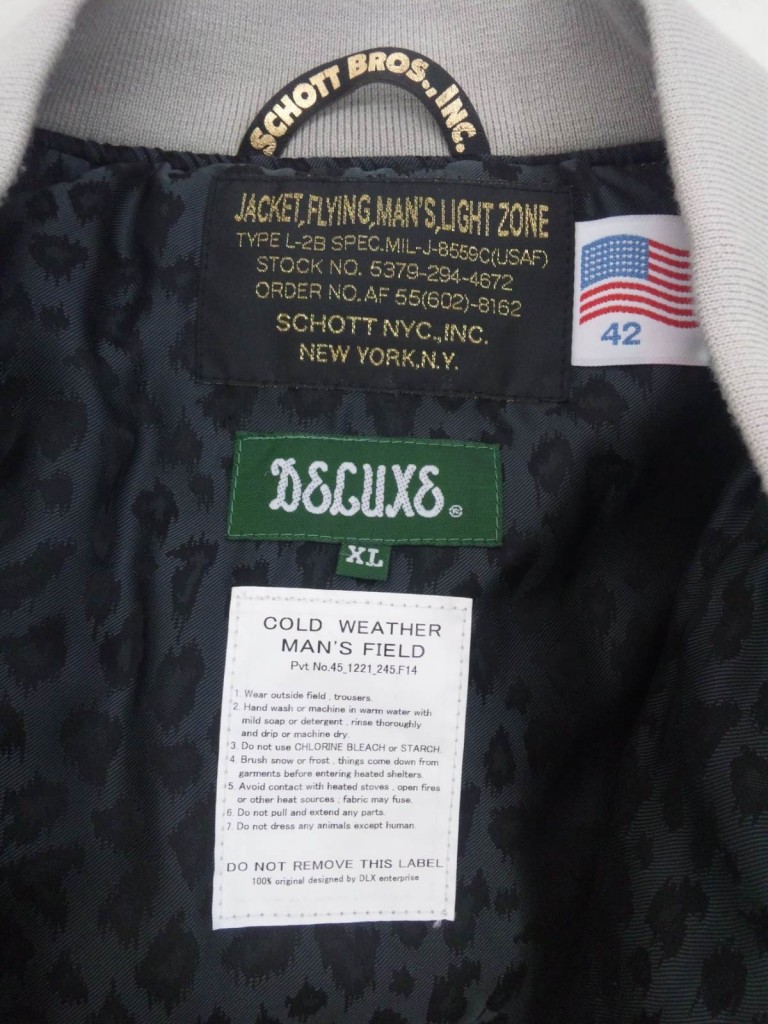 SCHOTT BROS., INC.
JACKET, FLYING, MAN'S, LIGHT ZONE
TYPE L-2B SPEC. MIL-J-8559C(USAF)
STOCK NO. 5379-294-4672
ORDER NO. AF 55(602)-8162
SCHOTT NYC., INC.
NEW YORK, N.Y.
42
DELUXE ®
XL
COLD WEATHER
MAN'S FIELD
Pvt No.45_1221_245.F14
1. Wear outside field , trousers.
2. Hand wash or machine in warm water with
mild soap or detergent , rinse thoroughly
and drip or machine dry.
3. Do not use CHLORINE BLEACH or STARCH.
4. Brush snow or frost , things come down from
garments before entering heated shelters.
5. Avoid contact with heated stoves , open fires
or other heat sources ; fabric may fuse.
6. Do not pull and extend any parts.
7. Do not dress any animals except human.
DO NOT REMOVE THIS LABEL
100% original designed by DLX enterprise